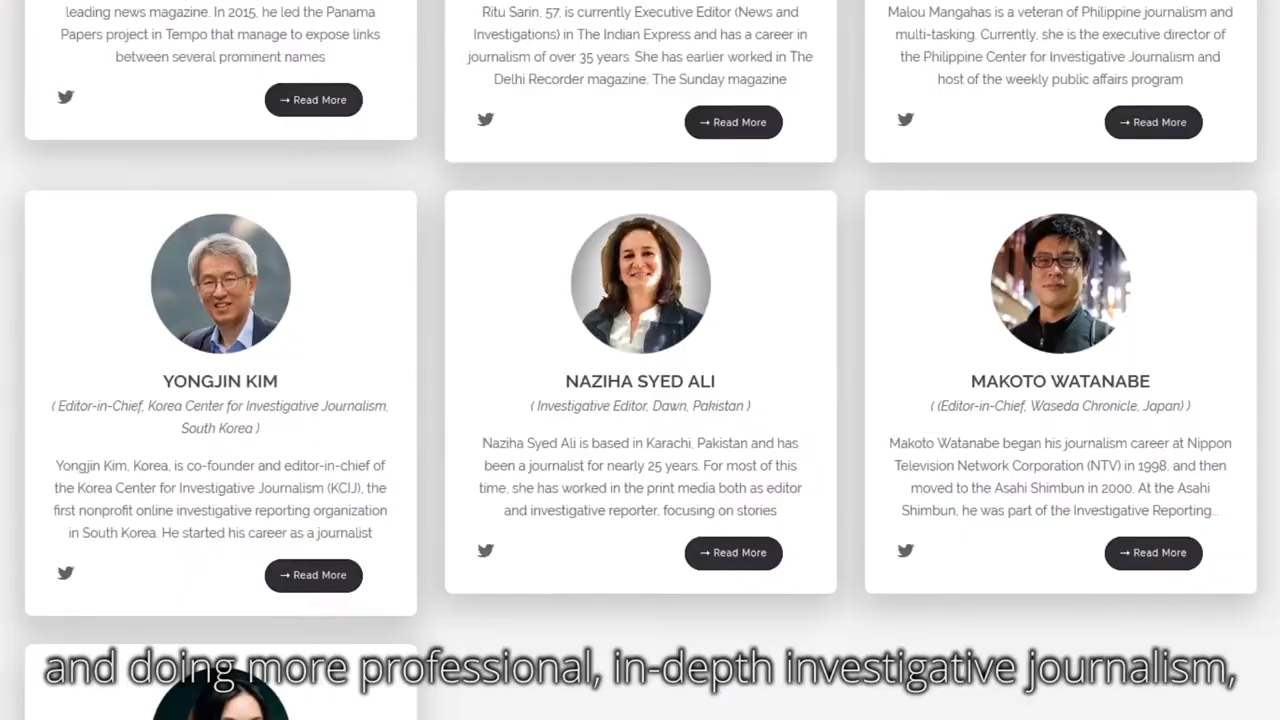 leading news magazine. In 2015, he led the Panama
Papers project in Tempo that manage to expose links
between several prominent names
→ Read More
Ritu Sarin, 57, is currently Executive Editor (News and
Investigations) in The Indian Express and has a career in
journalism of over 35 years. She has earlier worked in The
Delhi Recorder magazine, The Sunday magazine
→ Read More
Malou Mangahas is a veteran of Philippine journalism and
multi-tasking. Currently, she is the executive director of
the Philippine Center for Investigative Journalism and
host of the weekly public affairs program
→ Read More
YONGJIN KIM
( Editor-in-Chief, Korea Center for Investigative Journalism,
South Korea )
Yongjin Kim, Korea, is co-founder and editor-in-chief of
the Korea Center for Investigative Journalism (KCIJ), the
first nonprofit online investigative reporting organization
in South Korea. He started his career as a journalist
→ Read More
NAZIHA SYED ALI
( Investigative Editor, Dawn, Pakistan )
Naziha Syed Ali is based in Karachi, Pakistan and has
been a journalist for nearly 25 years. For most of this
time, she has worked in the print media both as editor
and investigative reporter, focusing on stories
→ Read More
MAKOTO WATANABE
( (Editor-in-Chief, Waseda Chronicle, Japan) )
Makoto Watanabe began his journalism career at Nippon
Television Network Corporation (NTV) in 1998, and then
moved to the Asahi Shimbun in 2000. At the Asahi
Shimbun, he was part of the Investigative Reporting...
→ Read More
and doing more professional, in-depth investigative journalism,